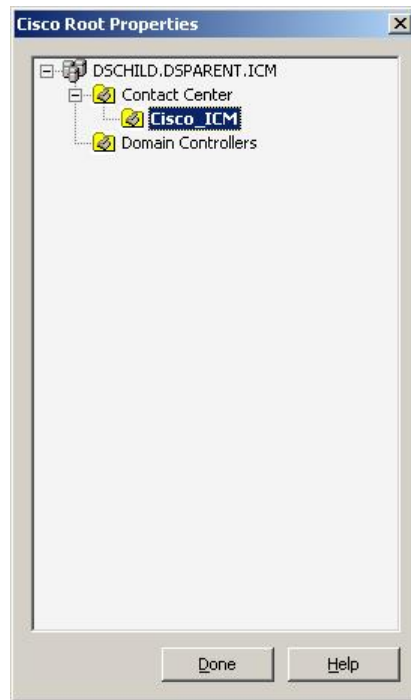 Cisco Root Properties
DSCHILD.DSPARENT.ICM
Contact Center
Cisco_ICM
Domain Controllers
Done
Help